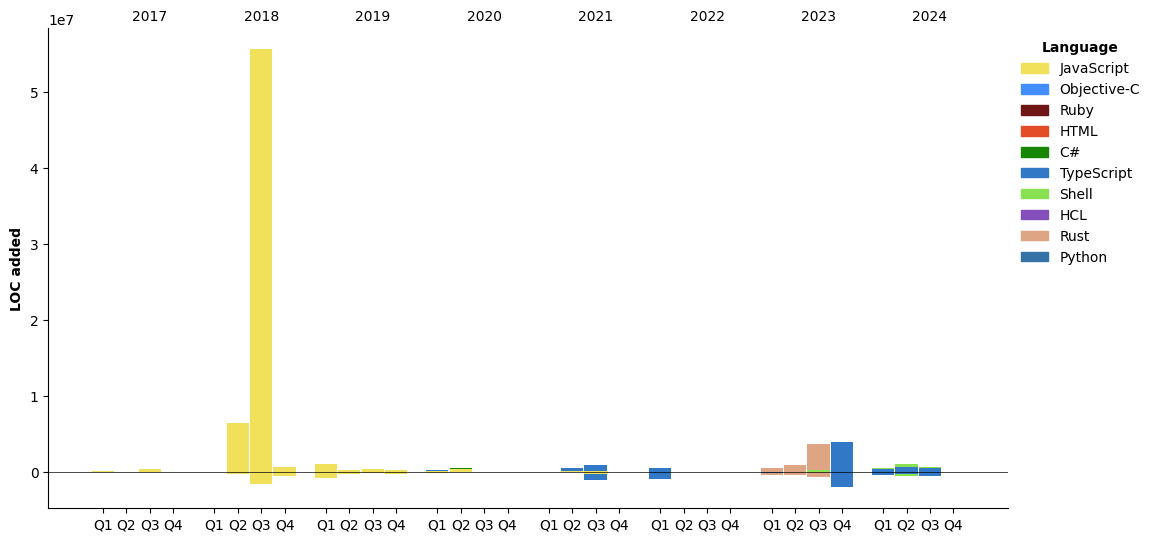 2017 2018 2019 2020 2021 2022 2023 2024
1e7
Language
JavaScript
Objective-C
Ruby
HTML
C#
TypeScript
Shell
HCL
Rust
Python
LOC added
5
4
3
2
1
0
2
Q1 Q2 Q3 Q4 Q1 Q2 Q3 Q4 Q1 Q2 Q3 Q4 Q1 Q2 Q3 Q4 Q1 Q2 Q3 Q4 Q1 Q2 Q3 Q4 Q1 Q2 Q3 Q4 Q1 Q2 Q3 Q4